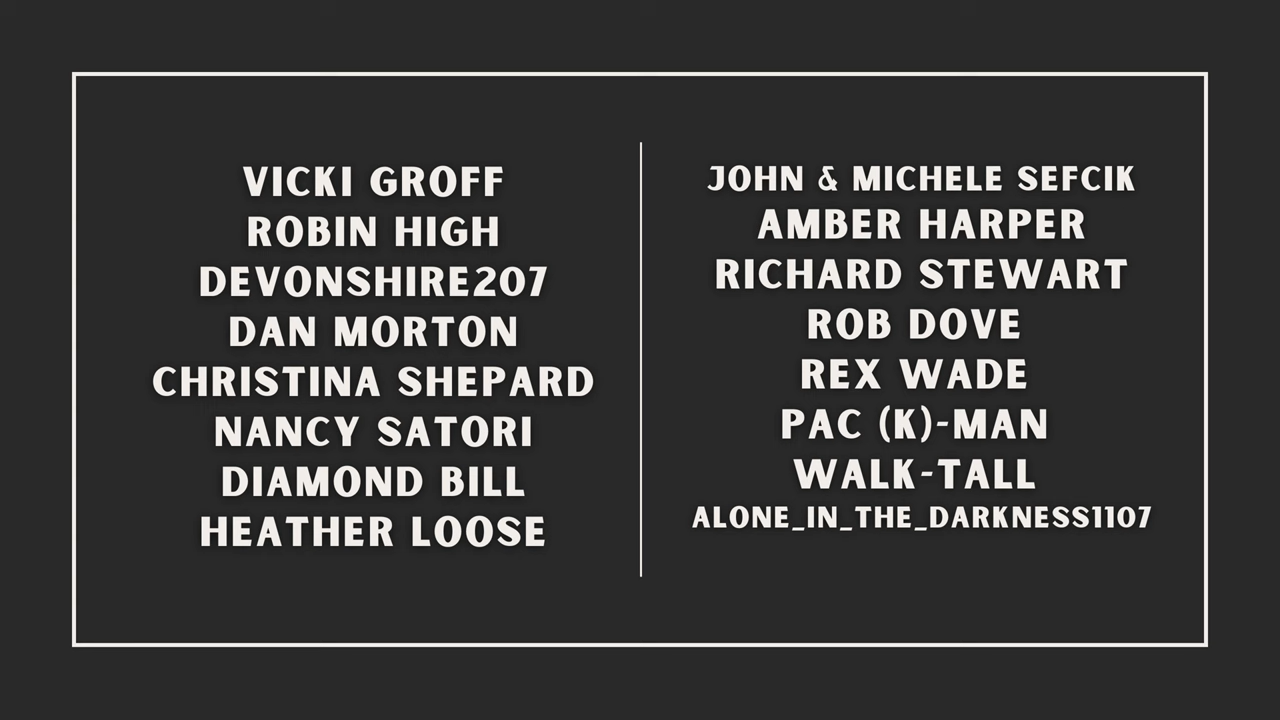 VICKI GROFF
ROBIN HIGH
DEVONSHIRE207
DAN MORTON
CHRISTINA SHEPARD
NANCY SATORI
DIAMOND BILL
HEATHER LOOSE
JOHN & MICHELE SEFCIK
AMBER HARPER
RICHARD STEWART
ROB DOVE
REX WADE
PAC (K)-MAN
WALK-TALL
ALONE_IN_THE_DARKNESS1107